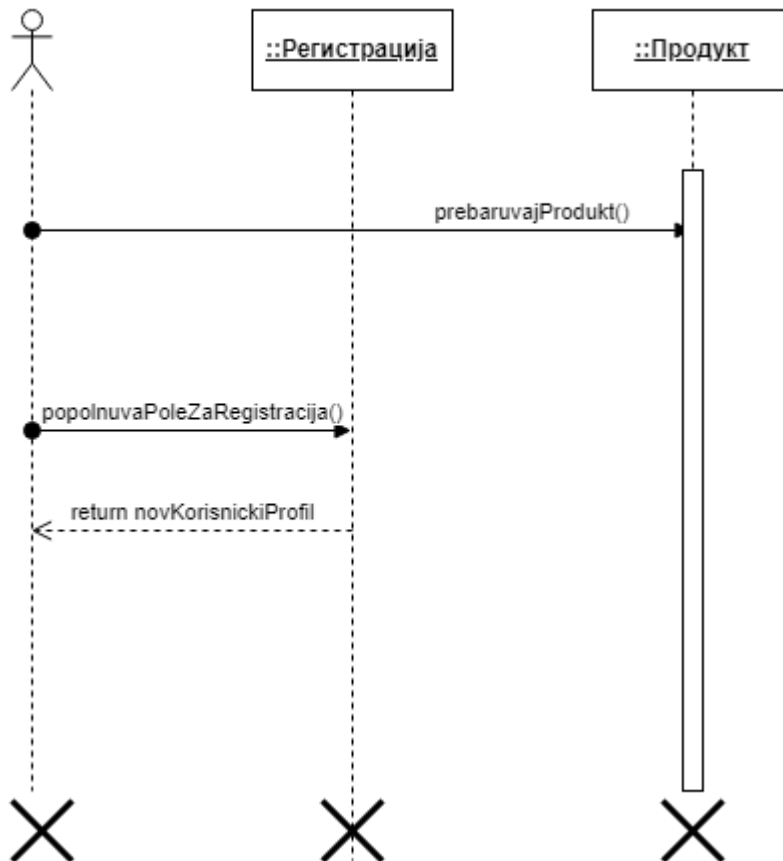 ::Регистрација
::Продукт
prebaruvajProdukt()
popolnuvaPoleZaRegistracija()
return novKorisnickiProfil